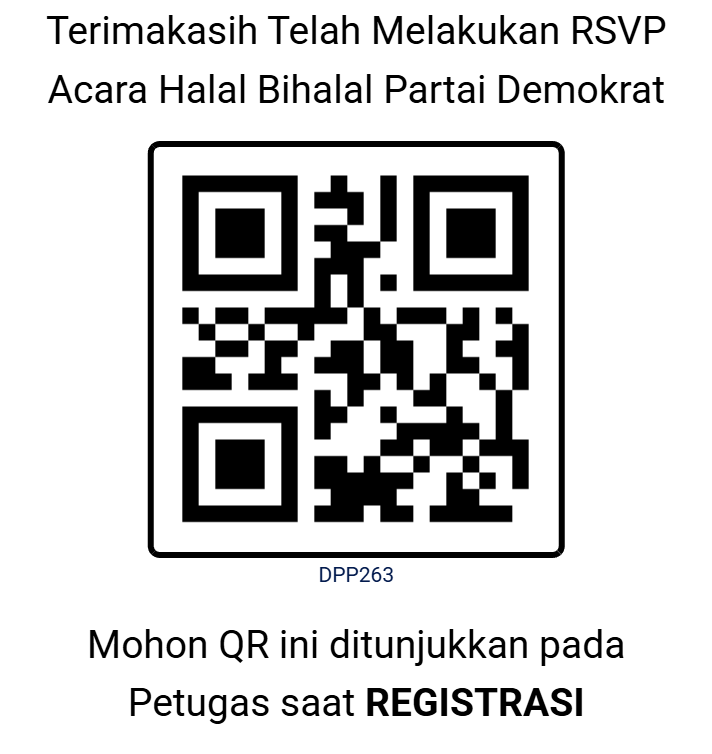 Terimakasih Telah Melakukan RSVP
Acara Halal Bihalal Partai Demokrat
DPP263
Mohon QR ini ditunjukkan pada
Petugas saat REGISTRASI